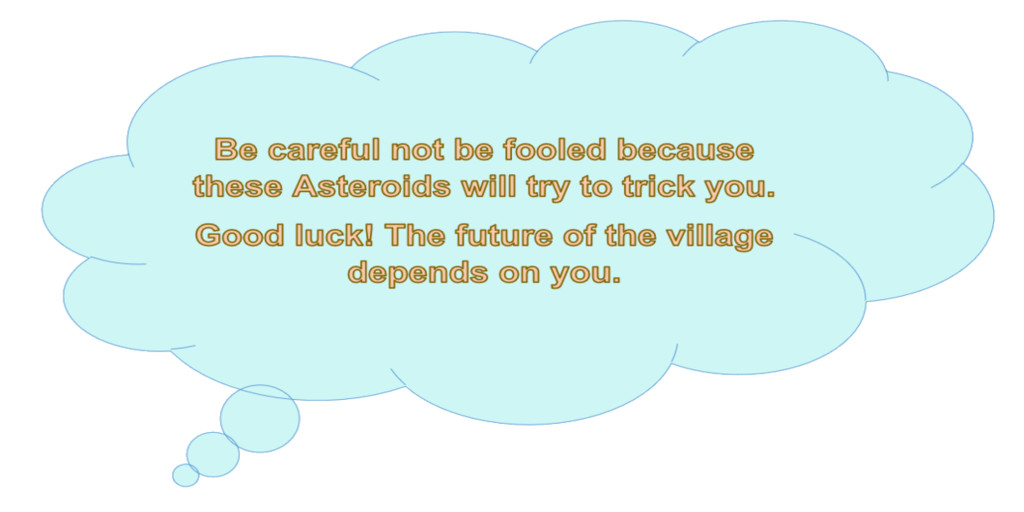 Be careful not be fooled because
these Asteroids will try to trick you.
Good luck! The future of the village
depends on you.